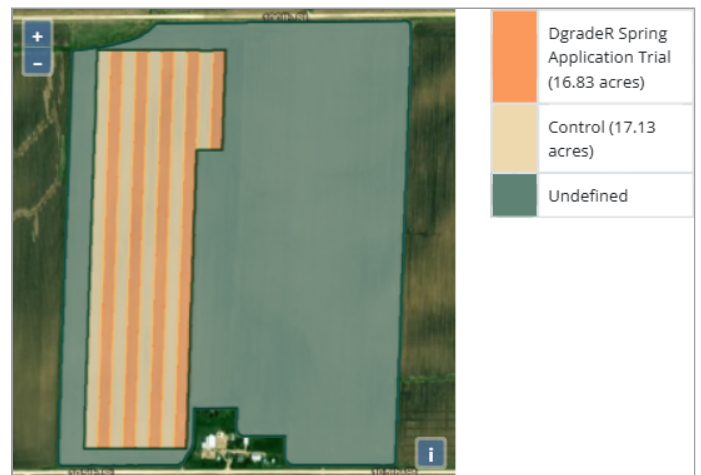 +
-
i
DgradeR Spring
Application Trial
(16.83 acres)
Control (17.13
acres)
Undefined